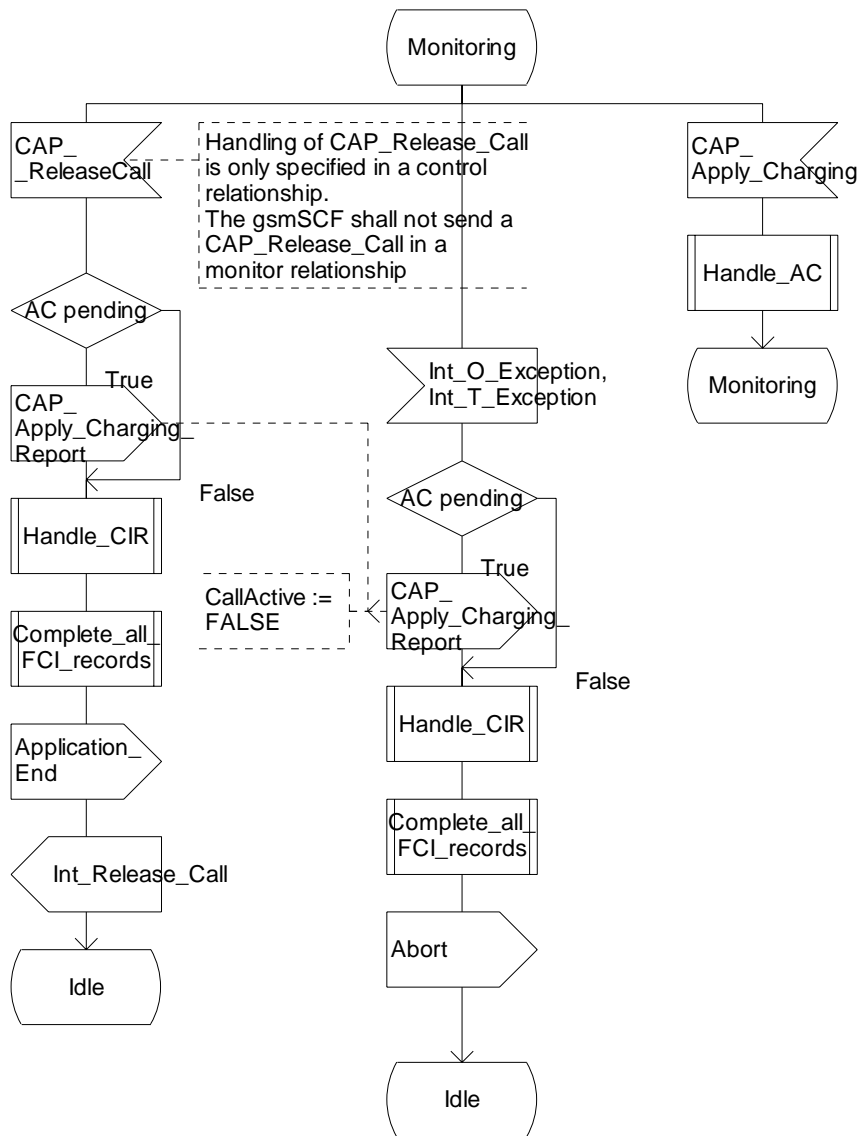 Monitoring
CAP_
_ReleaseCall
Handling of CAP_Release_Call
is only specified in a control
relationship.
The gsmSCF shall not send a
CAP_Release_Call in a
monitor relationship
CAP_
Apply_Charging
Handle_AC
Monitoring
AC pending
True
CAP_
Apply_Charging_
Report
False
Handle_CIR
Complete_all_
FCI_records
Application_
End
Int_Release_Call
Idle
Int_O_Exception,
Int_T_Exception
AC pending
True
CallActive :=
FALSE
CAP_
Apply_Charging_
Report
False
Handle_CIR
Complete_all_
FCI_records
Abort
Idle